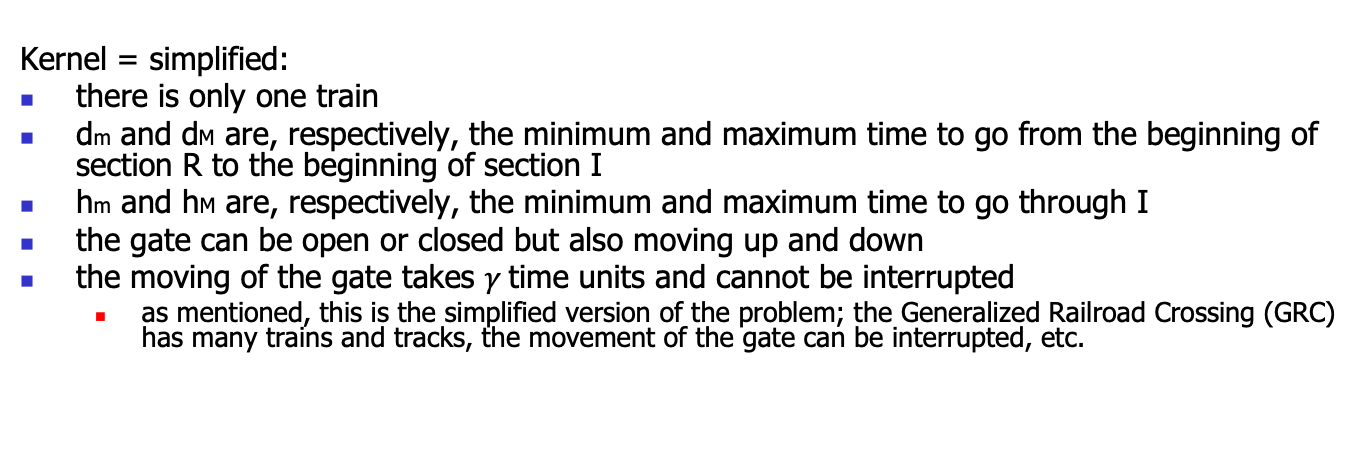 Kernel = simplified:
there is only one train
dm and dM are, respectively, the minimum and maximum time to go from the beginning of
section R to the beginning of section I
hm and hM are, respectively, the minimum and maximum time to go through I
the gate can be open or closed but also moving up and down
the moving of the gate takes γ time units and cannot be interrupted
as mentioned, this is the simplified version of the problem; the Generalized Railroad Crossing (GRC)
has many trains and tracks, the movement of the gate can be interrupted, etc.